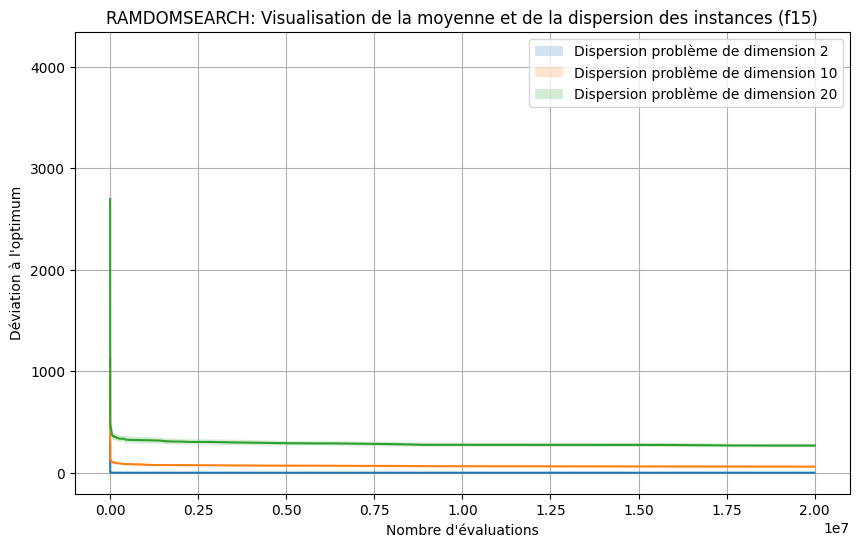 RAMDOMSEARCH: Visualisation de la moyenne et de la dispersion des instances (f15)
Dispersion problème de dimension 2
Dispersion problème de dimension 10
Dispersion problème de dimension 20
Déviation à l'optimum
4000
3000
2000
1000
0
0.00 0.25 0.50 0.75 1.00 1.25 1.50 1.75 2.00
1e7
Nombre d'évaluations